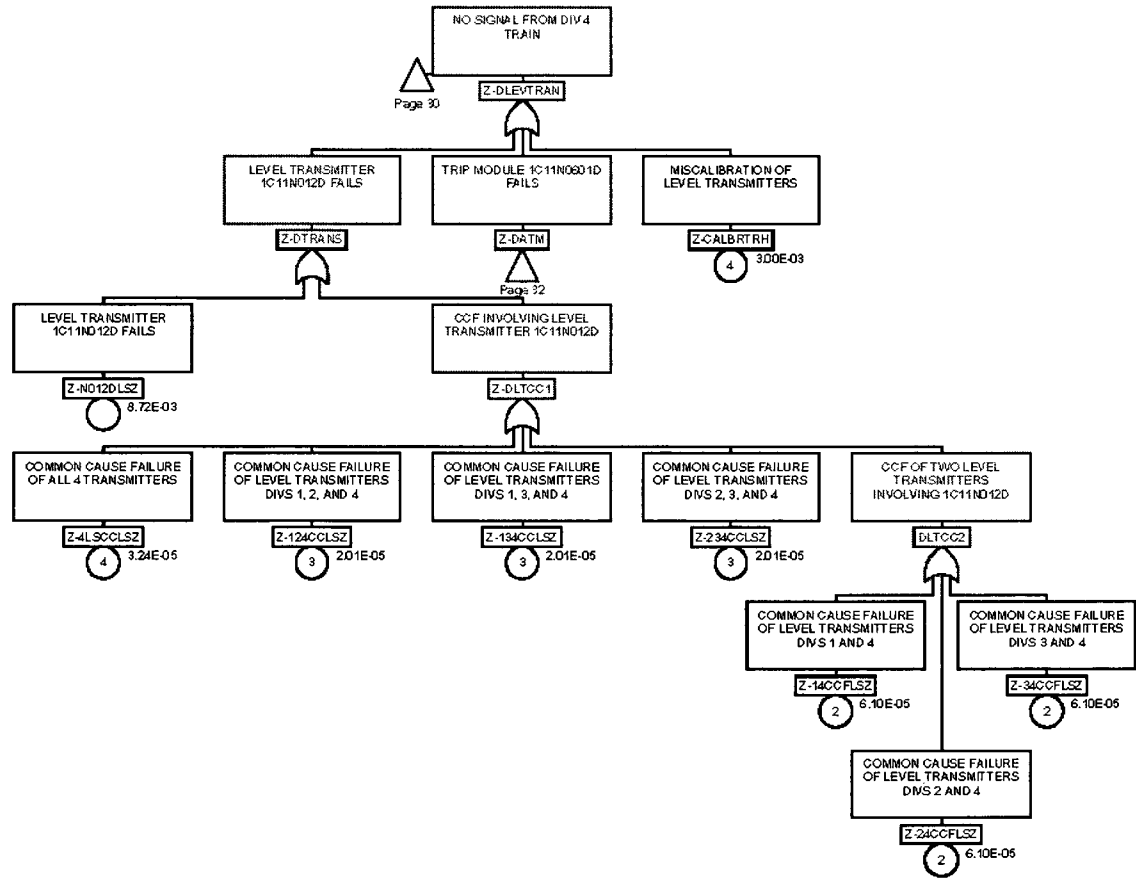 NO SIGNAL FROM DIV 4
TRAIN
Z-DLEVTRAN
Page 30
LEVEL TRANSMITTER
1C11N012D FAILS
TRIP MODULE 1C11N0601D
FAILS
MISCALIBRATION OF
LEVEL TRANSMITTERS
Z-DTRANS
Z-DATM
Z-CALBRTRH
4
3.00E-03
Page 32
LEVEL TRANSMITTER
1C11N012D FAILS
CCF INVOLVING LEVEL
TRANSMITTER 1C11N012D
Z-N012DLSZ
8.72E-03
Z-DLTCC1
COMMON CAUSE FAILURE
OF ALL 4 TRANSMITTERS
COMMON CAUSE FAILURE
OF LEVEL TRANSMITTERS
DIVS 1, 2, AND 4
COMMON CAUSE FAILURE
OF LEVEL TRANSMITTERS
DIVS 1, 3, AND 4
COMMON CAUSE FAILURE
OF LEVEL TRANSMITTERS
DIVS 2, 3, AND 4
CCF OF TWO LEVEL
TRANSMITTERS
INVOLVING 1C11N012D
Z-4LSCCLSZ
4
3.24E-05
Z-124CCLSZ
3
2.01E-05
Z-134CCLSZ
3
2.01E-05
Z-234CCLSZ
3
2.01E-05
DLTCC2
COMMON CAUSE FAILURE
OF LEVEL TRANSMITTERS
DIVS 1 AND 4
COMMON CAUSE FAILURE
OF LEVEL TRANSMITTERS
DIVS 3 AND 4
Z-14CCFLSZ
2
6.10E-05
Z-34CCFLSZ
2
6.10E-05
COMMON CAUSE FAILURE
OF LEVEL TRANSMITTERS
DIVS 2 AND 4
Z-24CCFLSZ
2
6.10E-05